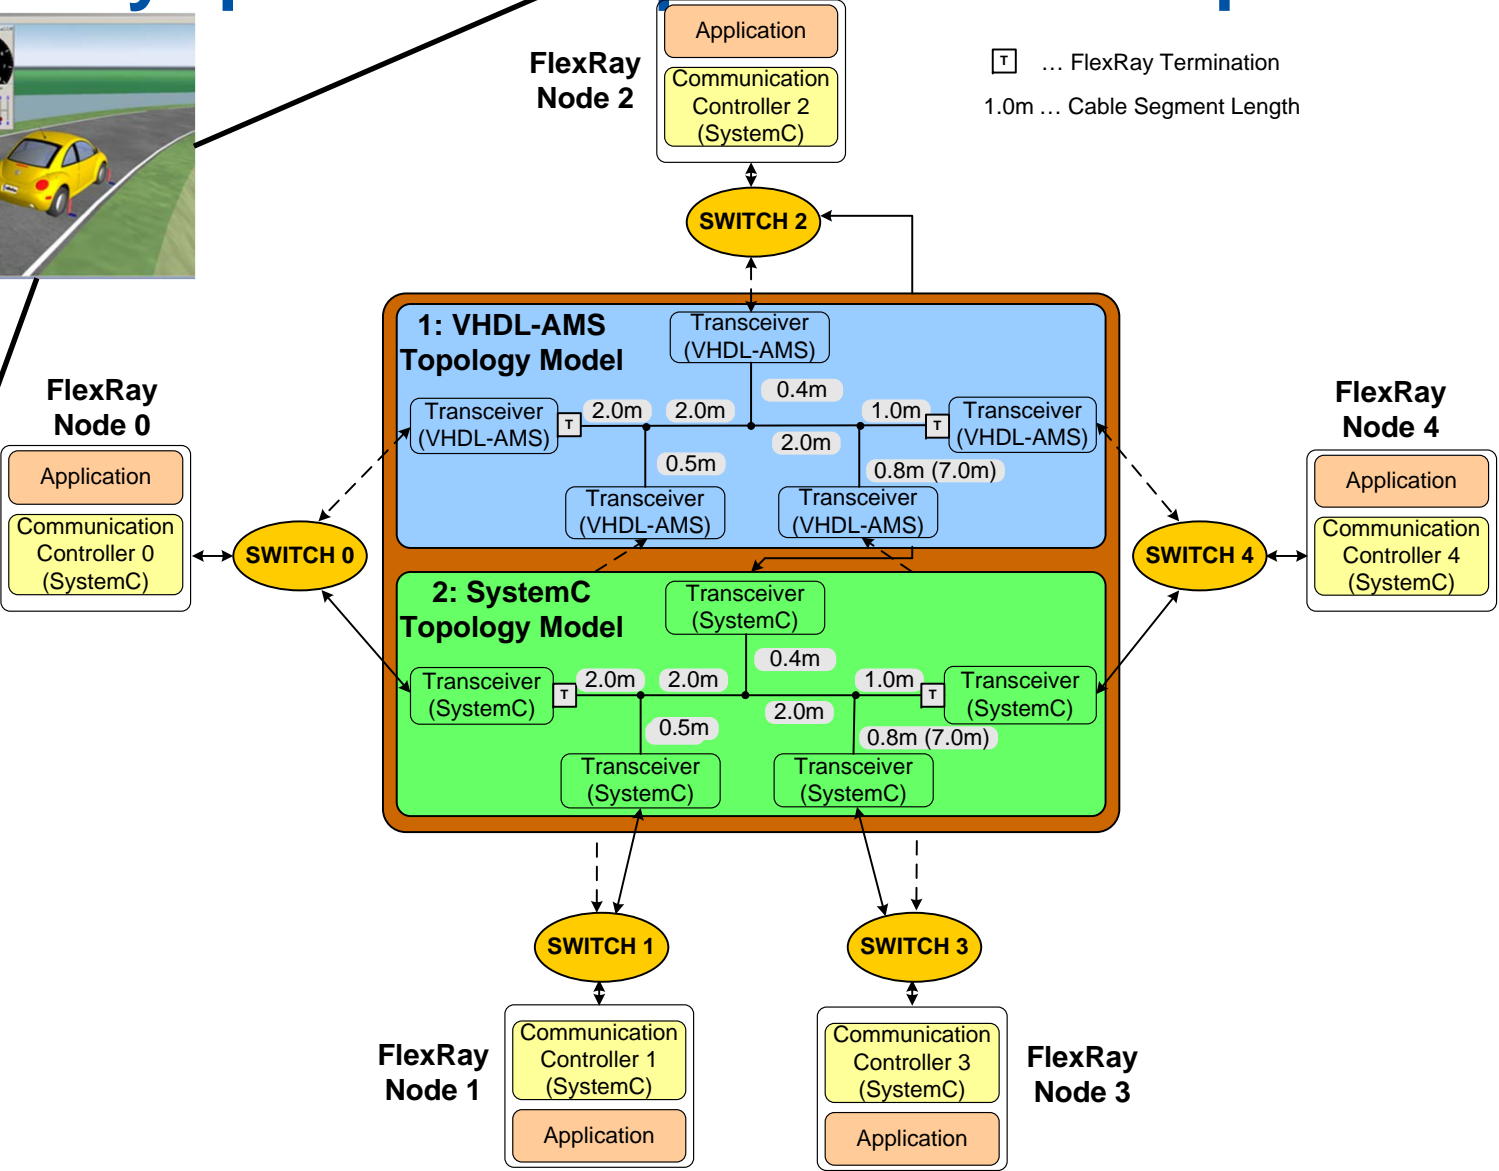 Application
Communication
Controller 2
(SystemC)
FlexRay
Node 2
T … FlexRay Termination
1.0m … Cable Segment Length
SWITCH 2
1: VHDL-AMS
Topology Model
Transceiver
(VHDL-AMS)
0.4m
Transceiver
(VHDL-AMS)
T
2.0m
2.0m
2.0m
1.0m
T
Transceiver
(VHDL-AMS)
0.5m
0.8m (7.0m)
Transceiver
(VHDL-AMS)
Transceiver
(VHDL-AMS)
FlexRay
Node 0
Application
Communication
Controller 0
(SystemC)
SWITCH 0
FlexRay
Node 4
Application
Communication
Controller 4
(SystemC)
SWITCH 4
2: SystemC
Topology Model
Transceiver
(SystemC)
0.4m
Transceiver
(SystemC)
T
2.0m
2.0m
2.0m
1.0m
T
Transceiver
(SystemC)
0.5m
0.8m (7.0m)
Transceiver
(SystemC)
Transceiver
(SystemC)
SWITCH 1
SWITCH 3
FlexRay
Node 1
Communication
Controller 1
(SystemC)
Application
Communication
Controller 3
(SystemC)
Application
FlexRay
Node 3